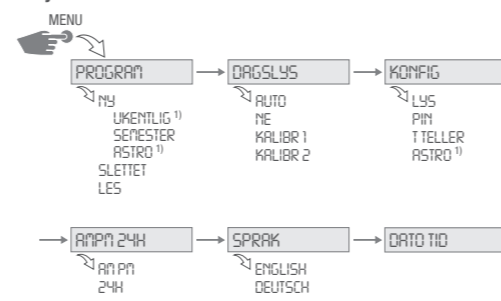 MENU
PROGRAM
DAGSLYS
KONFIG
NY
UKENTLIG 1)
SEMESTER
ASTRO 1)
SLETTET
LES
AUTO
NE
KALIBR 1
KALIBR 2
LYS
PIN
T TELLER
ASTRO 1)
AMPM 24H
SPRAK
DATO TID
AM PM
24H
ENGLISH
DEUTSCH